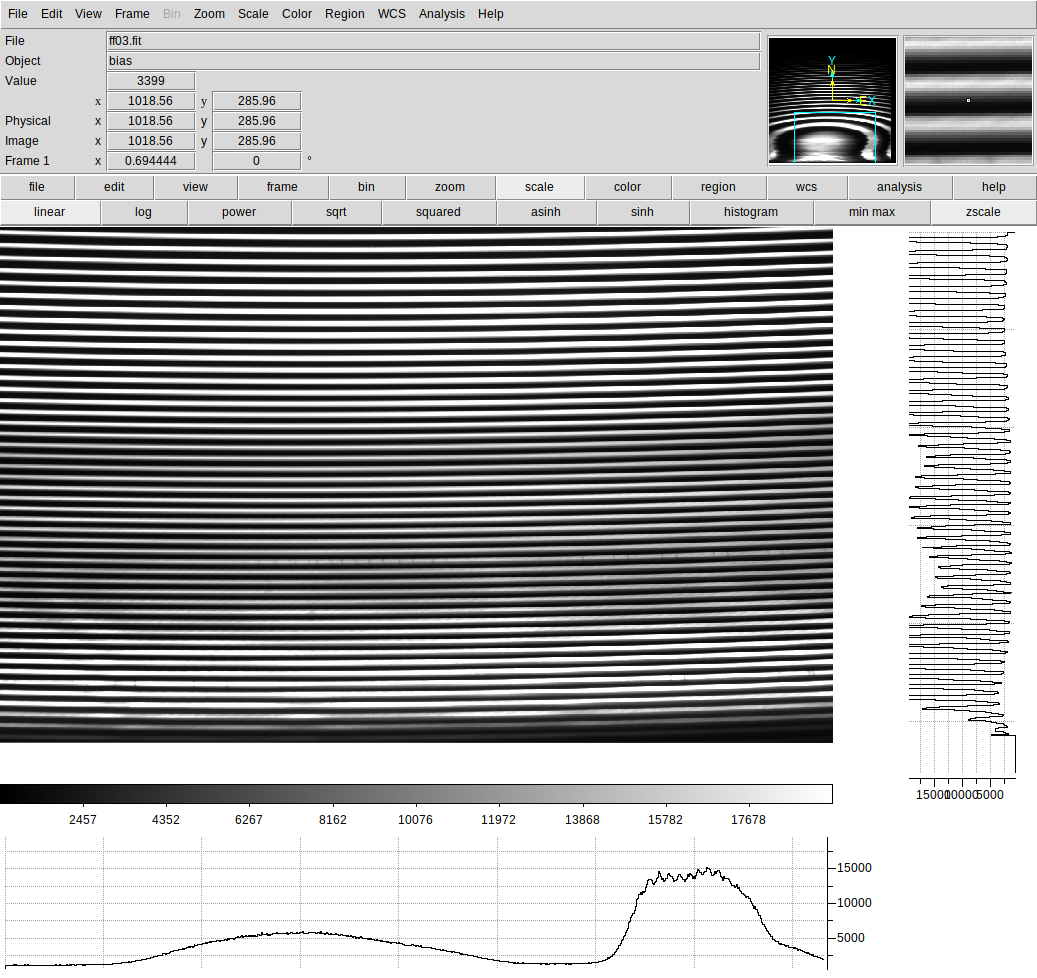 File Edit View Frame Bin Zoom Scale Color Region WCS Analysis Help
File ff03.fit
Object bias
Value 3399
x 1018.56 y 285.96
Physical x 1018.56 y 285.96
Image x 1018.56 y 285.96
Frame 1 x 0.694444 0 °
Y
N
E X
file edit view frame bin zoom scale color region wcs analysis help
linear log power sqrt squared asinh sinh histogram min max zscale
15000 10000 5000
2457 4352 6267 8162 10076 11972 13868 15782 17678
15000
10000
5000